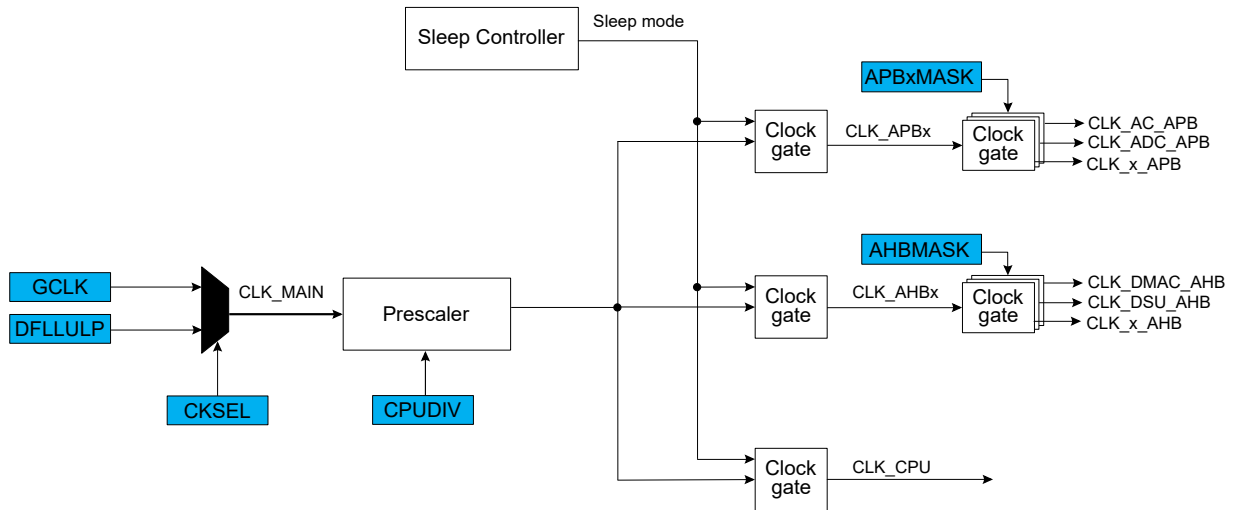 Sleep mode
Sleep Controller
APBxMASK
Clock
gate
CLK_APBx
Clock
gate
CLK_AC_APB
CLK_ADC_APB
CLK_x_APB
AHBMASK
GCLK
DFLLULP
CLK_MAIN
Prescaler
Clock
gate
CLK_AHBx
Clock
gate
CLK_DMAC_AHB
CLK_DSU_AHB
CLK_x_AHB
CKSEL
CPUDIV
Clock
gate
CLK_CPU